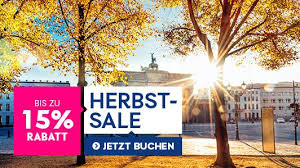 BIS ZU
15%
RABATT
HERBST-
SALE
JETZT BUCHEN